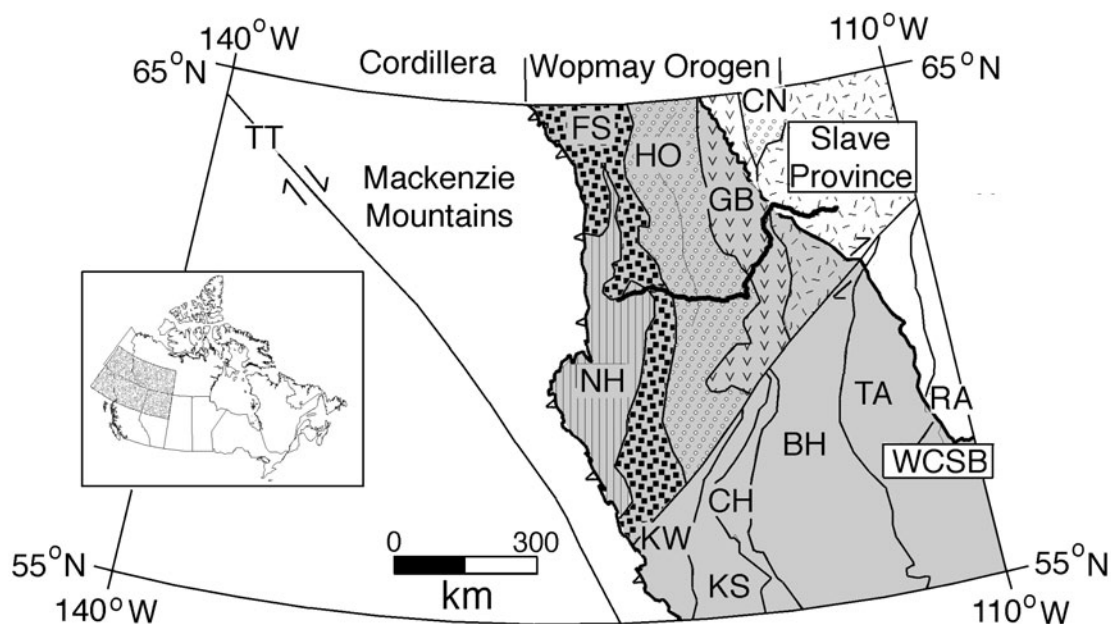 140°W
110°W
65°N
Cordillera
Wopmay Orogen
65°N
CN
TT
FS
HO
Slave
Province
Mackenzie
Mountains
GB
NH
TA
RA
BH
WCSB
CH
KW
0
300
km
KS
55°N
55°N
140°W
110°W